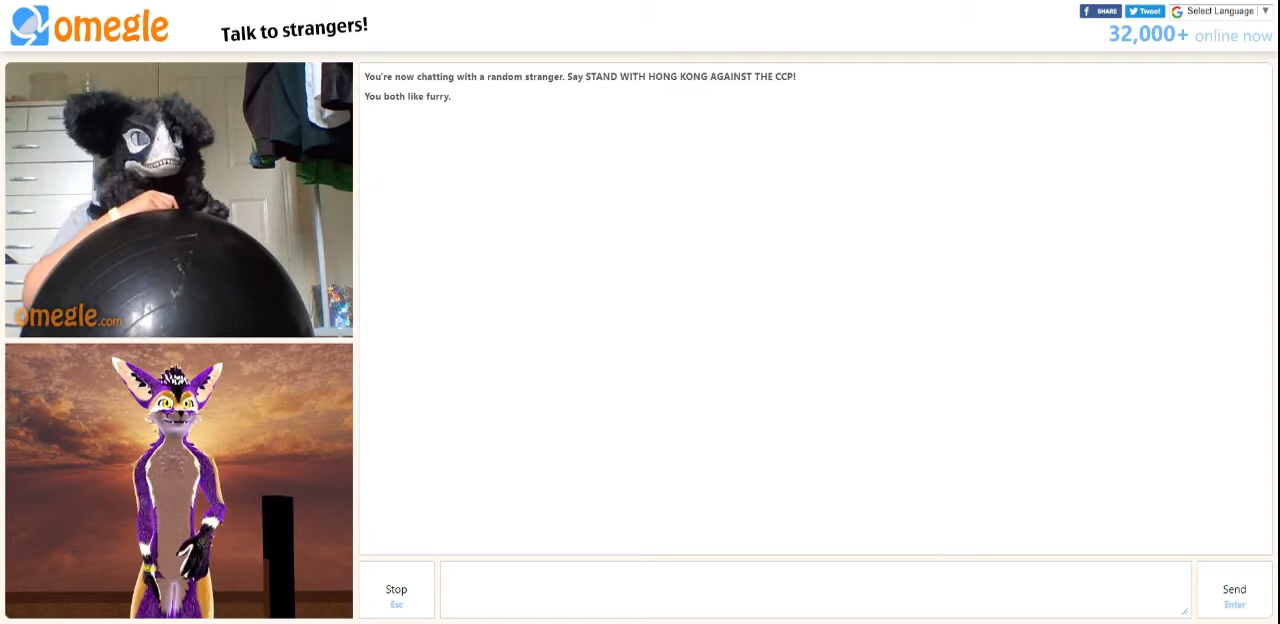 omegle
Talk to strangers!
SHARE
Tweet
Select Language
32,000+ online now
You're now chatting with a random stranger. Say STAND WITH HONG KONG AGAINST THE CCP!
You both like furry.
omegle.com
Stop
Esc
Send
Enter